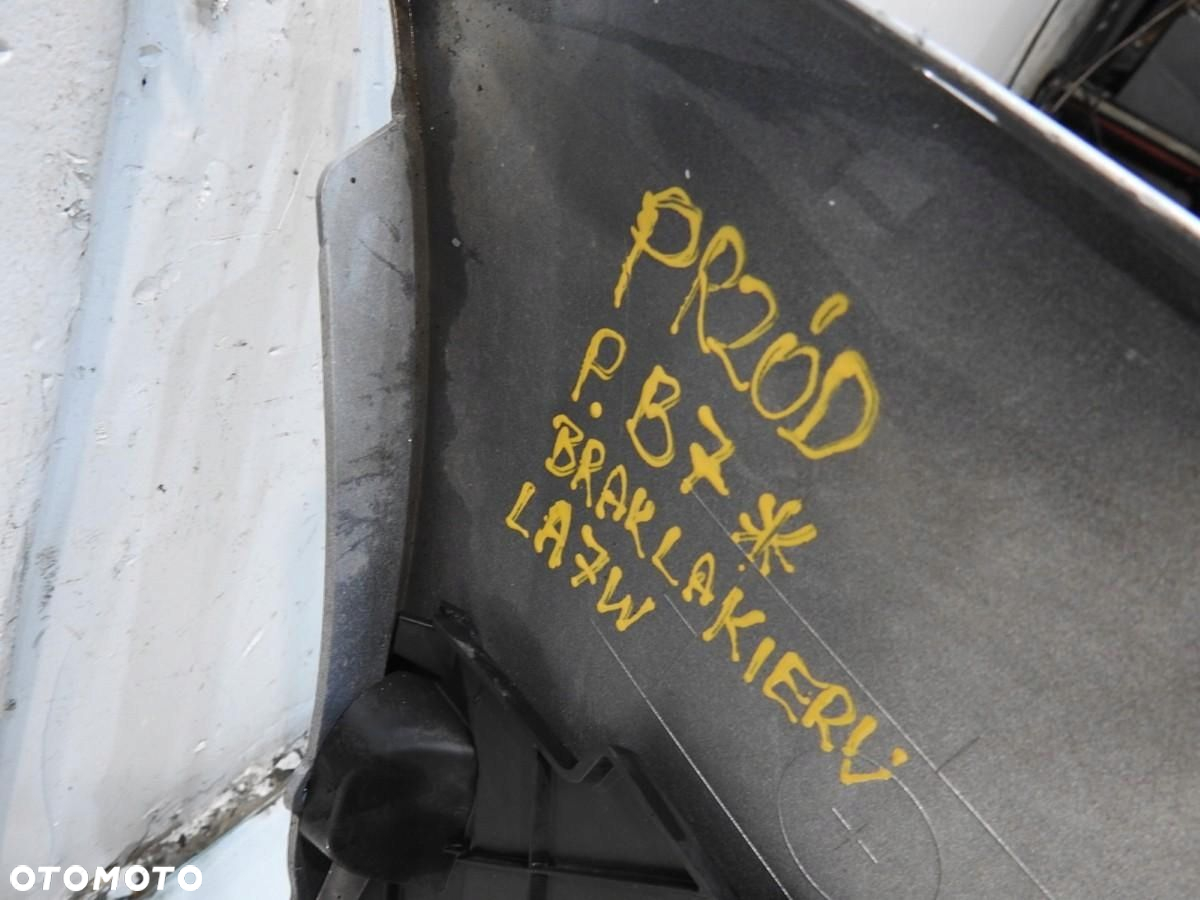 PRZÓD
P. B7 *
BRAK LAKIERU
LA7W
OTOMOTO